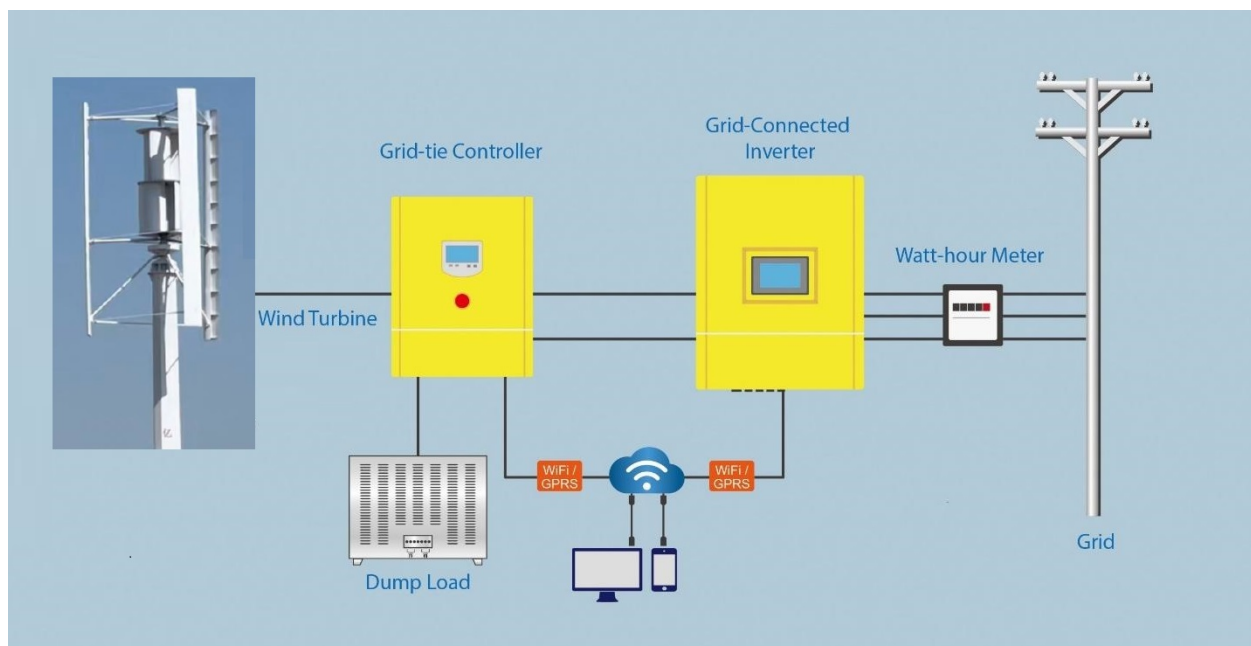 Grid-Connected
Inverter
Grid-tie Controller
Watt-hour Meter
Wind Turbine
WiFi /
GPRS
WiFi /
GPRS
Grid
Dump Load